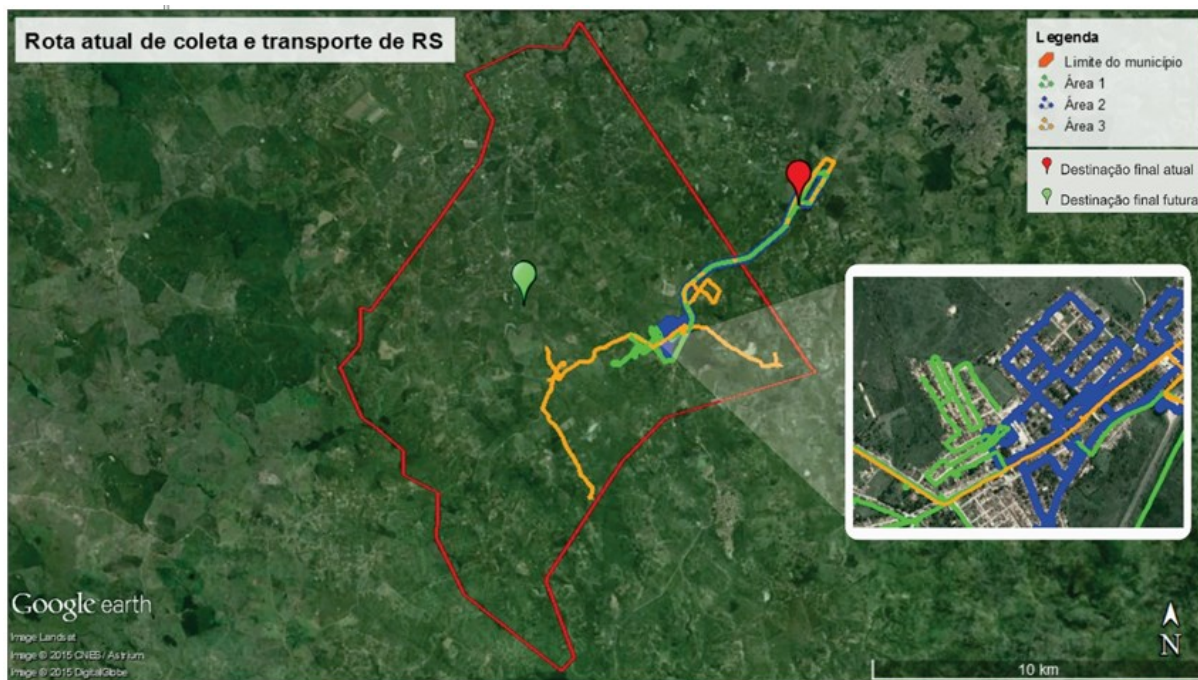 Rota atual de coleta e transporte de RS
Legenda
Limite do município
Área 1
Área 2
Área 3
Destinação final atual
Destinação final futura
Google earth
Image Landsat
Image © 2015 CNES / Astrium
Image © 2015 DigitalGlobe
N
10 km